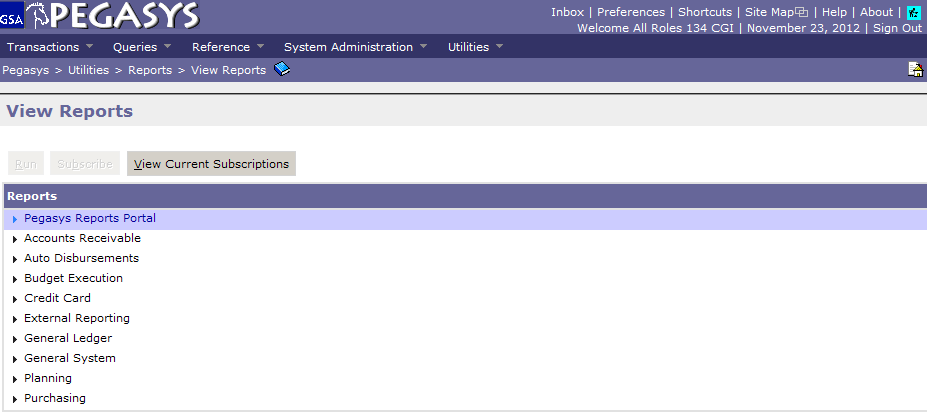 GSA PEGASYS
Inbox | Preferences | Shortcuts | Site Map | Help | About |
Welcome All Roles 134 CGI | November 23, 2012 | Sign Out
Transactions Queries Reference System Administration Utilities
Pegasys > Utilities > Reports > View Reports
View Reports
Run Subscribe View Current Subscriptions
Reports
Pegasys Reports Portal
Accounts Receivable
Auto Disbursements
Budget Execution
Credit Card
External Reporting
General Ledger
General System
Planning
Purchasing